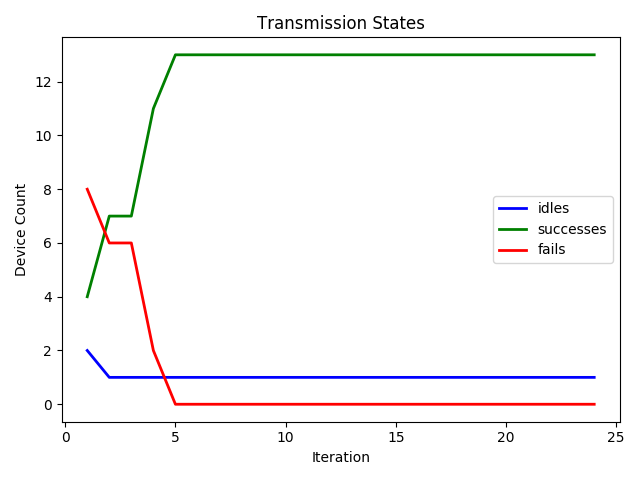 Transmission States
Device Count
12
10
8
6
4
2
0
idles
successes
fails
0 5 10 15 20 25
Iteration